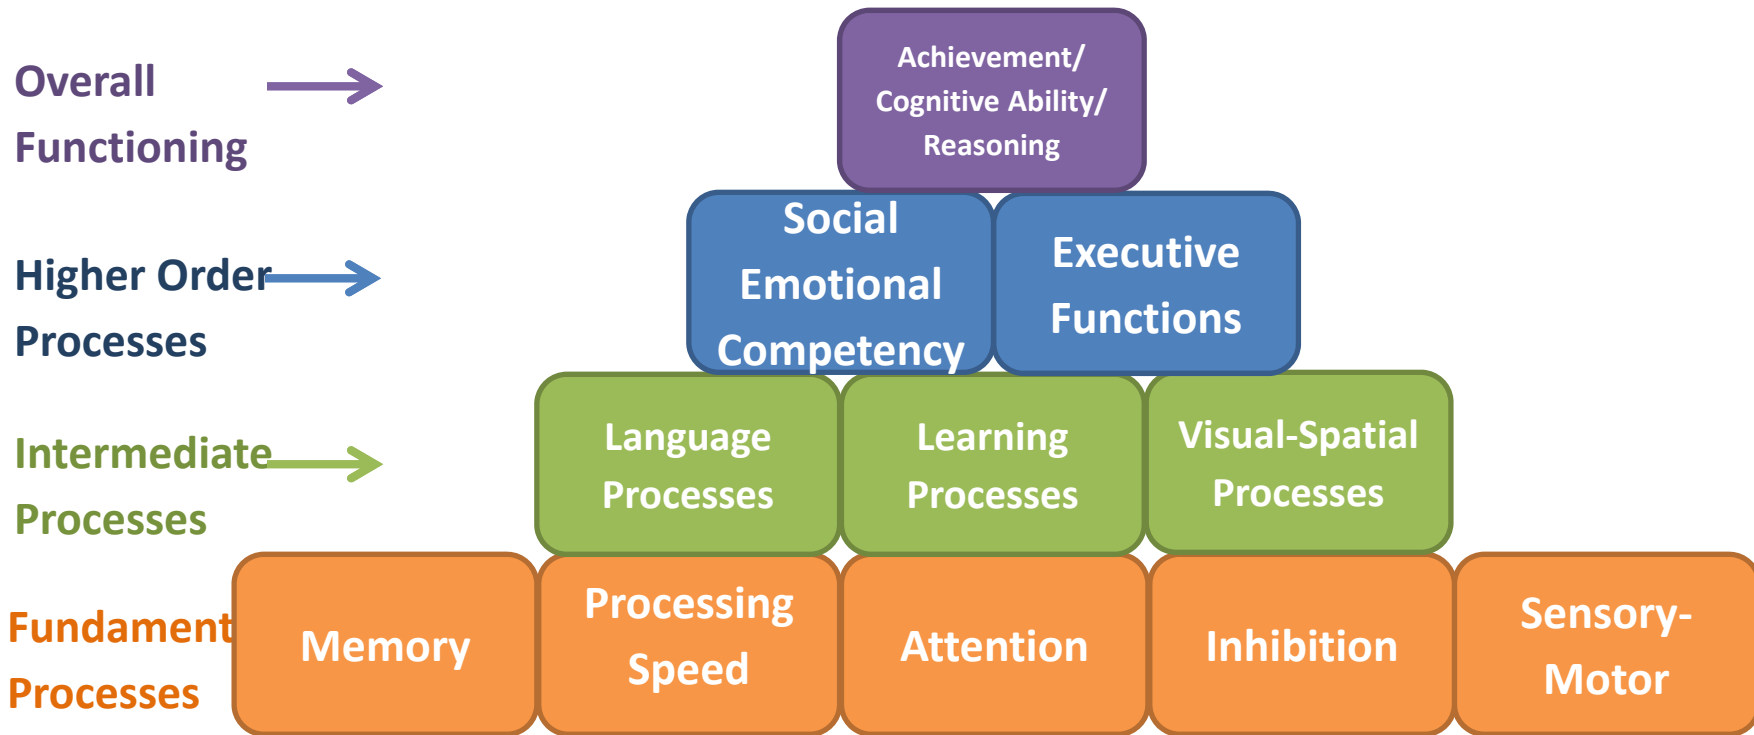 Overall
Functioning
Achievement/
Cognitive Ability/
Reasoning
Higher Order
Processes
Social
Emotional
Competency
Executive
Functions
Intermediate
Processes
Language
Processes
Learning
Processes
Visual-Spatial
Processes
Fundament
Processes
Memory
Processing
Speed
Attention
Inhibition
Sensory-
Motor